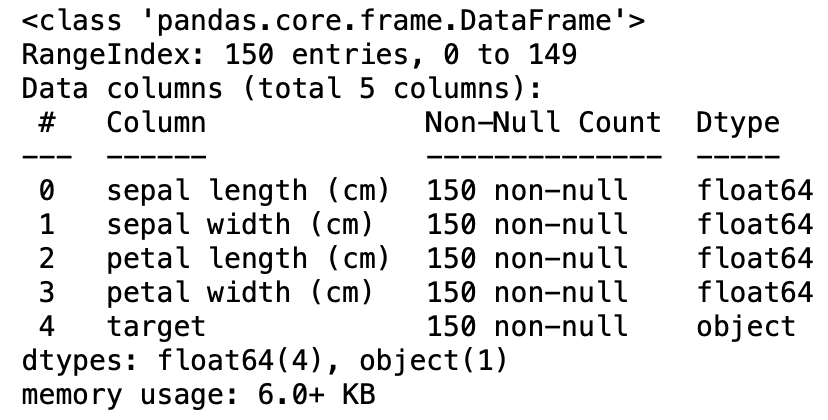 <class 'pandas.core.frame.DataFrame'>
RangeIndex: 150 entries, 0 to 149
Data columns (total 5 columns):
 #   Column             Non-Null Count  Dtype
---  ------             --------------  -----
 0   sepal length (cm)  150 non-null    float64
 1   sepal width (cm)   150 non-null    float64
 2   petal length (cm)  150 non-null    float64
 3   petal width (cm)   150 non-null    float64
 4   target             150 non-null    object
dtypes: float64(4), object(1)
memory usage: 6.0+ KB